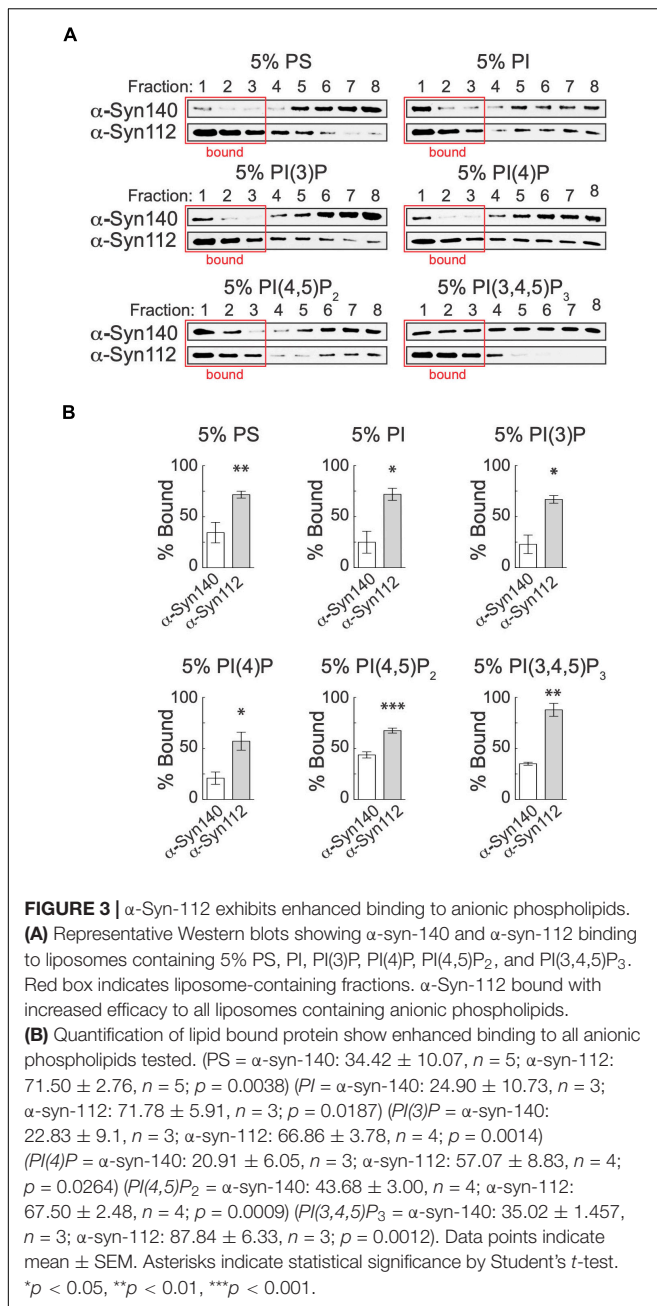 A
5% PS 5% PI
Fraction: 1 2 3 4 5 6 7 8 1 2 3 4 5 6 7 8
α-Syn140
α-Syn112
bound bound
5% PI(3)P 5% PI(4)P
Fraction: 1 2 3 4 5 6 7 8 1 2 3 4 5 6 7 8
α-Syn140
α-Syn112
bound bound
5% PI(4,5)P₂ 5% PI(3,4,5)P₃
Fraction: 1 2 3 4 5 6 7 8 1 2 3 4 5 6 7 8
α-Syn140
α-Syn112
bound bound
B
5% PS 5% PI 5% PI(3)P
100 100 100
** * *
50 50 50
0 0 0
% Bound % Bound % Bound
α-Syn140 α-Syn140 α-Syn140
α-Syn112 α-Syn112 α-Syn112
5% PI(4)P 5% PI(4,5)P₂ 5% PI(3,4,5)P₃
100 100 100
* *** **
50 50 50
0 0 0
% Bound % Bound % Bound
α-Syn140 α-Syn140 α-Syn140
α-Syn112 α-Syn112 α-Syn112
FIGURE 3 | α-Syn-112 exhibits enhanced binding to anionic phospholipids.
(A) Representative Western blots showing α-syn-140 and α-syn-112 binding
to liposomes containing 5% PS, PI, PI(3)P, PI(4)P, PI(4,5)P₂, and PI(3,4,5)P₃.
Red box indicates liposome-containing fractions. α-Syn-112 bound with
increased efficacy to all liposomes containing anionic phospholipids.
(B) Quantification of lipid bound protein show enhanced binding to all anionic
phospholipids tested. (PS = α-syn-140: 34.42 ± 10.07, n = 5; α-syn-112:
71.50 ± 2.76, n = 5; p = 0.0038) (PI = α-syn-140: 24.90 ± 10.73, n = 3;
α-syn-112: 71.78 ± 5.91, n = 3; p = 0.0187) (PI(3)P = α-syn-140:
22.83 ± 9.1, n = 3; α-syn-112: 66.86 ± 3.78, n = 4; p = 0.0014)
(PI(4)P = α-syn-140: 20.91 ± 6.05, n = 3; α-syn-112: 57.07 ± 8.83, n = 4;
p = 0.0264) (PI(4,5)P₂ = α-syn-140: 43.68 ± 3.00, n = 4; α-syn-112:
67.50 ± 2.48, n = 4; p = 0.0009) (PI(3,4,5)P₃ = α-syn-140: 35.02 ± 1.457,
n = 3; α-syn-112: 87.84 ± 6.33, n = 3; p = 0.0012). Data points indicate
mean ± SEM. Asterisks indicate statistical significance by Student's t-test.
*p < 0.05, **p < 0.01, ***p < 0.001.